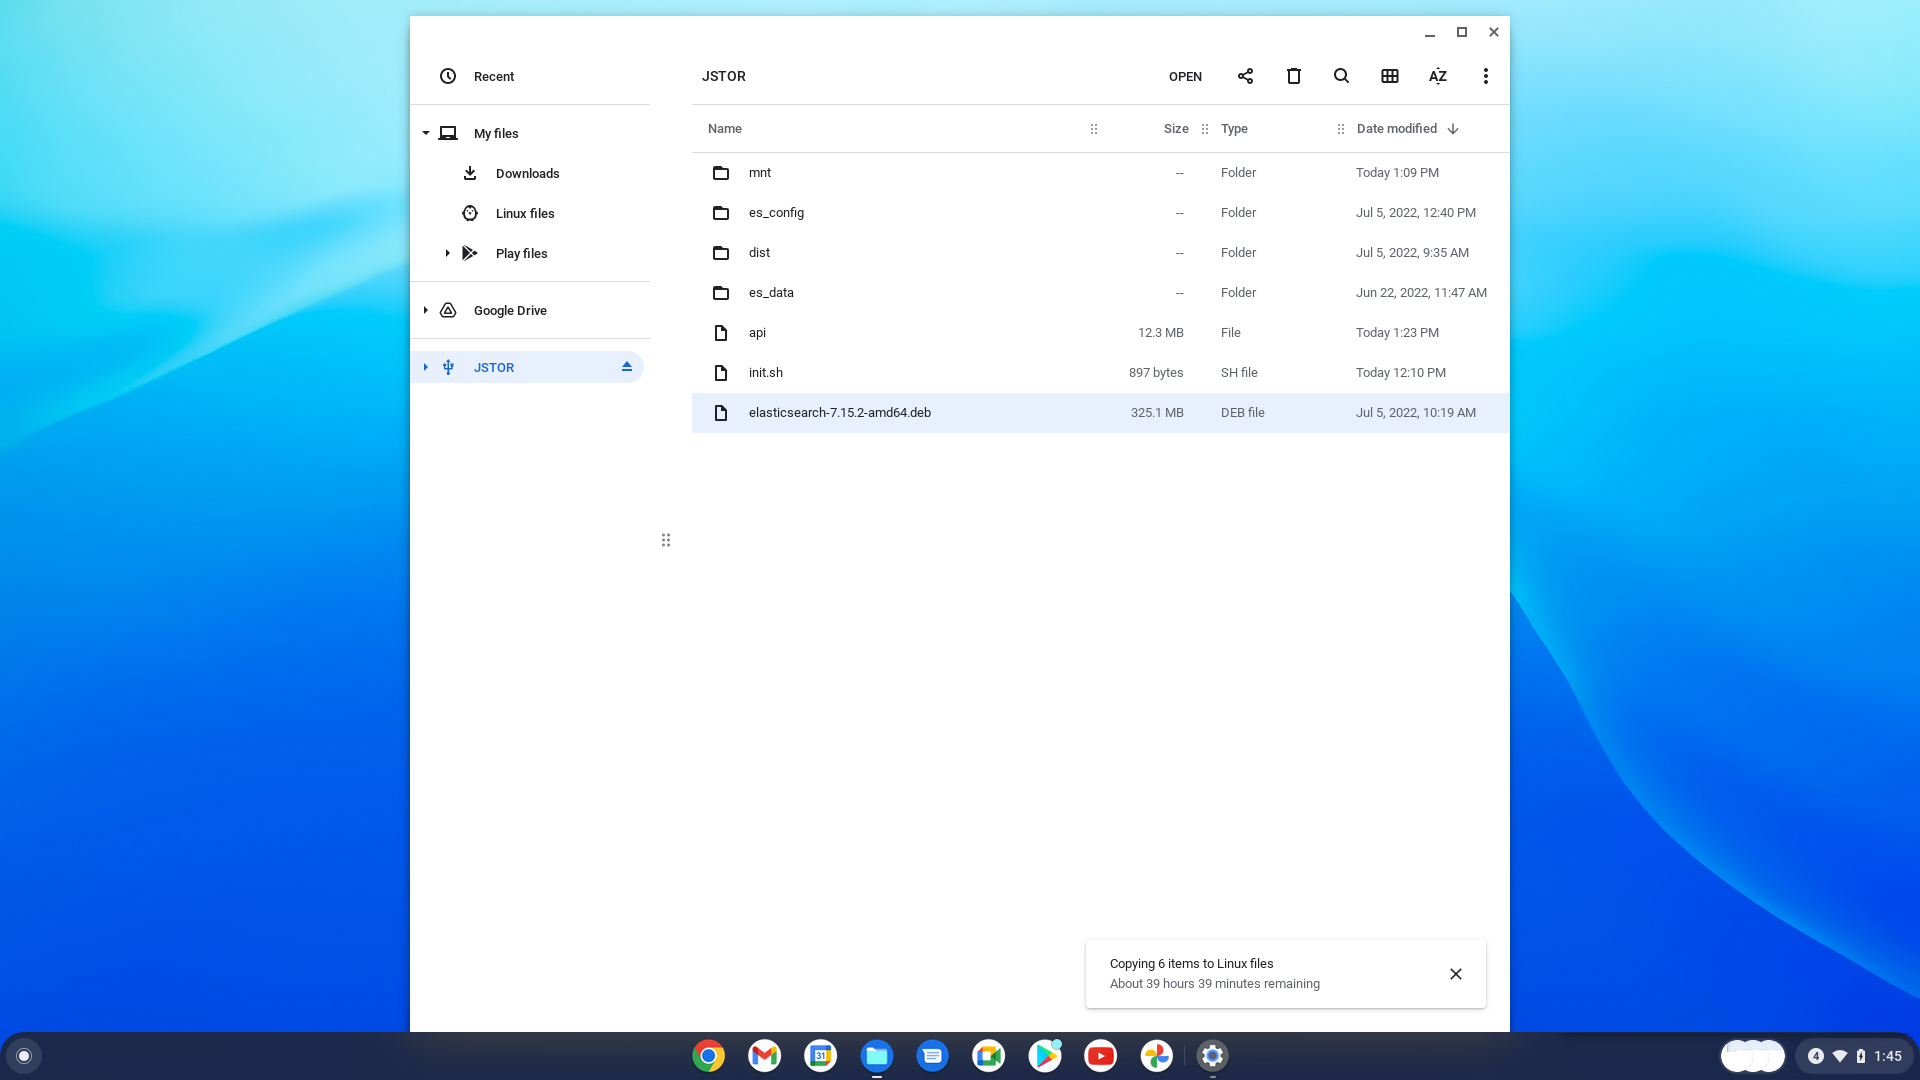 Recent
My files
Downloads
Linux files
Play files
Google Drive
JSTOR
JSTOR OPEN AZ
Name Size Type Date modified
mnt -- Folder Today 1:09 PM
es_config -- Folder Jul 5, 2022, 12:40 PM
dist -- Folder Jul 5, 2022, 9:35 AM
es_data -- Folder Jun 22, 2022, 11:47 AM
api 12.3 MB File Today 1:23 PM
init.sh 897 bytes SH file Today 12:10 PM
elasticsearch-7.15.2-amd64.deb 325.1 MB DEB file Jul 5, 2022, 10:19 AM
Copying 6 items to Linux files
About 39 hours 39 minutes remaining
31
4 1:45